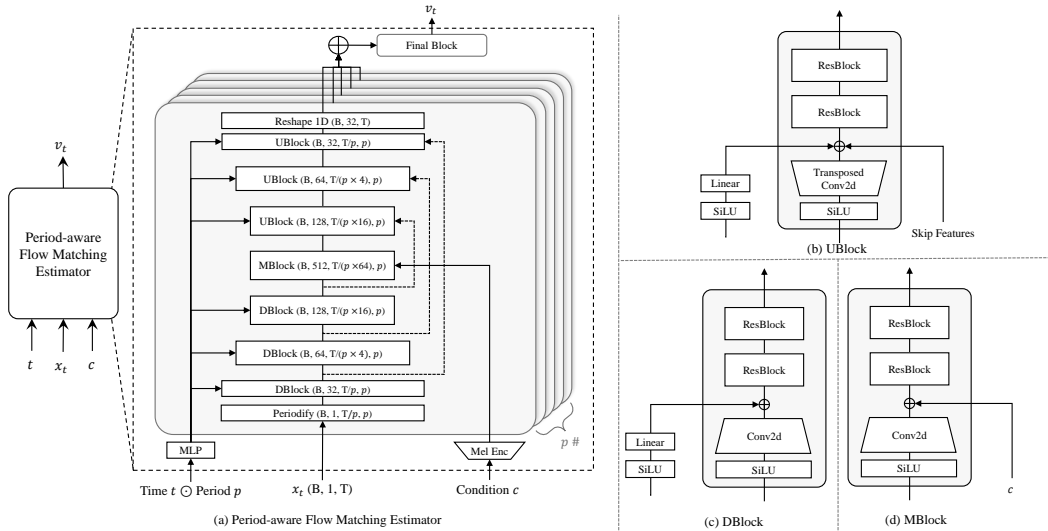 v_t
Period-aware
Flow Matching
Estimator
t
x_t
c
v_t
Final Block
Reshape 1D (B, 32, T)
UBlock (B, 32, T/p, p)
UBlock (B, 64, T/(p × 4), p)
UBlock (B, 128, T/(p ×16), p)
MBlock (B, 512, T/(p ×64), p)
DBlock (B, 128, T/(p ×16), p)
DBlock (B, 64, T/(p × 4), p)
DBlock (B, 32, T/p, p)
Periodify (B, 1, T/p, p)
p #
MLP
Mel Enc
Time t ⊙ Period p
x_t (B, 1, T)
Condition c
(a) Period-aware Flow Matching Estimator
ResBlock
ResBlock
Transposed
Conv2d
SiLU
Linear
SiLU
Skip Features
(b) UBlock
ResBlock
ResBlock
Conv2d
SiLU
Linear
SiLU
(c) DBlock
ResBlock
ResBlock
Conv2d
SiLU
c
(d) MBlock